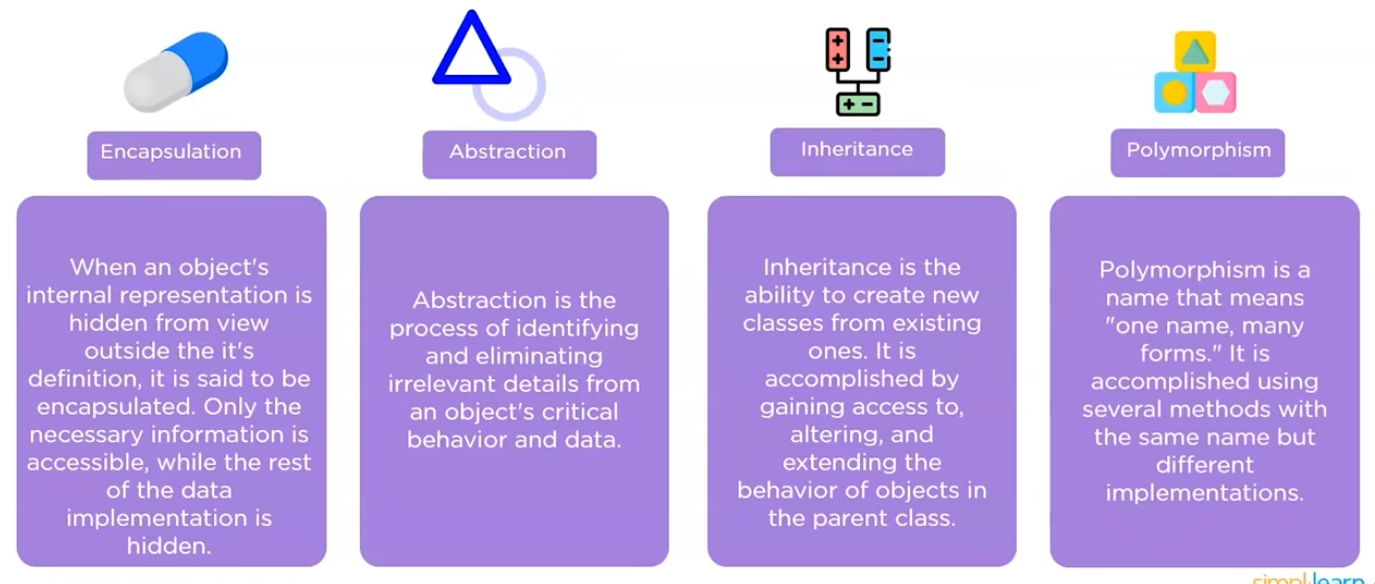 Encapsulation
When an object's
internal representation is
hidden from view
outside the it's
definition, it is said to be
encapsulated. Only the
necessary information is
accessible, while the rest
of the data
implementation is
hidden.
Abstraction
Abstraction is the
process of identifying
and eliminating
irrelevant details from
an object's critical
behavior and data.
Inheritance
Inheritance is the
ability to create new
classes from existing
ones. It is
accomplished by
gaining access to,
altering, and
extending the
behavior of objects in
the parent class.
Polymorphism
Polymorphism is a
name that means
"one name, many
forms." It is
accomplished using
several methods with
the same name but
different
implementations.
simplilearn